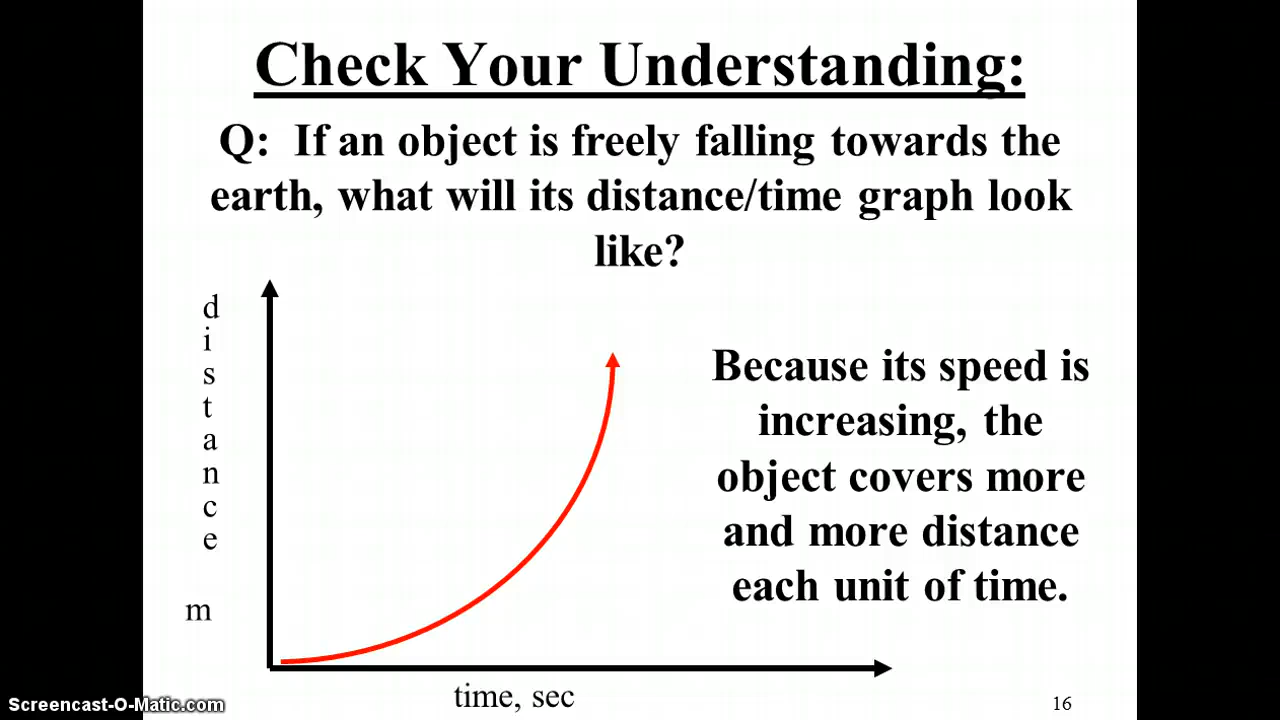 Check Your Understanding:
Q: If an object is freely falling towards the
earth, what will its distance/time graph look
like?
d
i
s
t
a
n
c
e
m
Because its speed is
increasing, the
object covers more
and more distance
each unit of time.
time, sec
16
Screencast-O-Matic.com